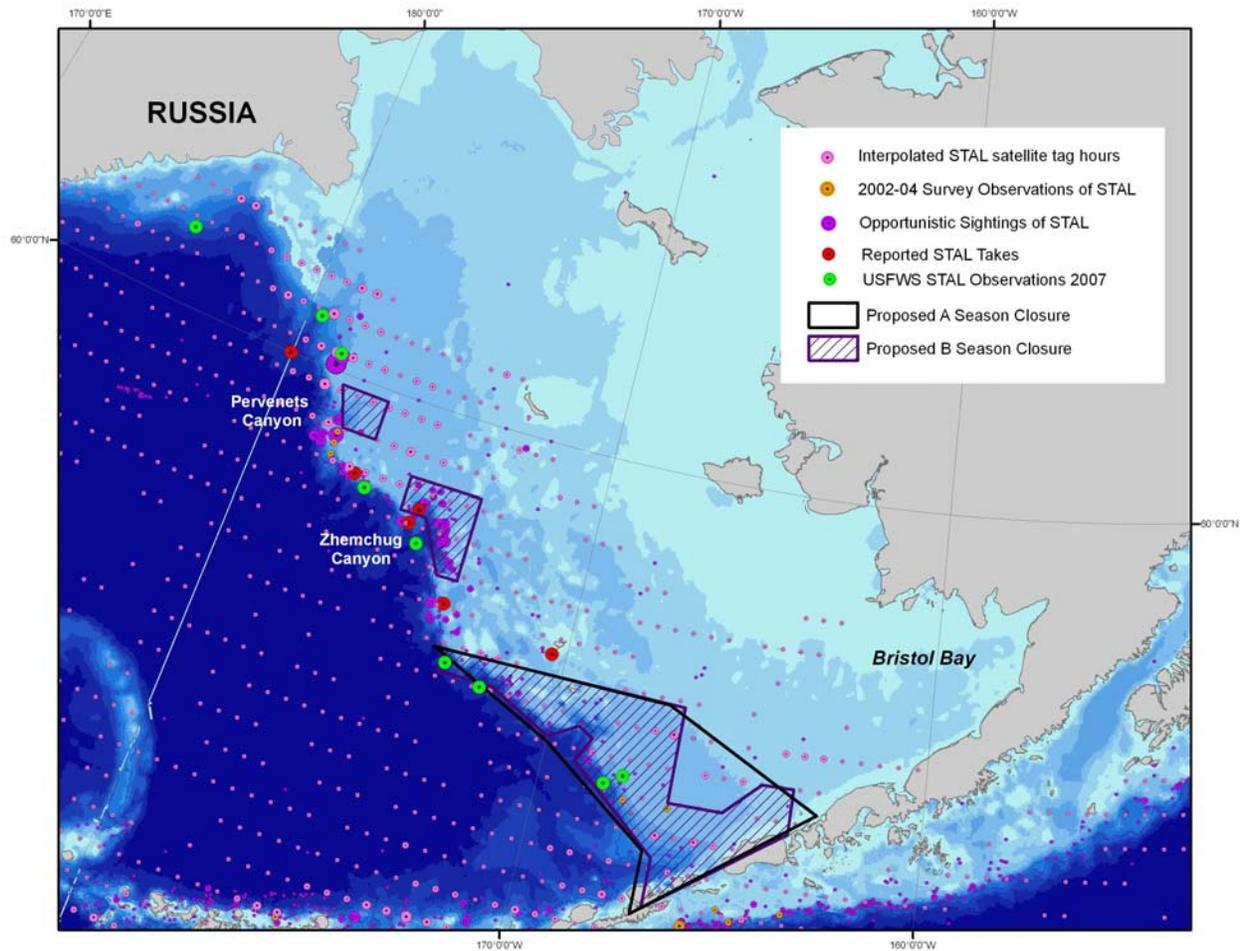 170°0'0"E
180°0'0"
170°0'0"W
160°0'0"W
RUSSIA
Interpolated STAL satellite tag hours
2002-04 Survey Observations of STAL
Opportunistic Sightings of STAL
Reported STAL Takes
USFWS STAL Observations 2007
Proposed A Season Closure
Proposed B Season Closure
60°0'0"N
Pervenets
Canyon
60°0'0"N
Zhemchug
Canyon
Bristol Bay
170°0'0"W
160°0'0"W